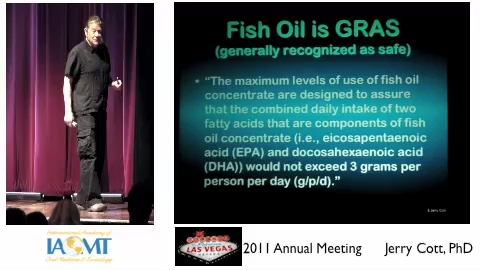 Fish Oil is GRAS
(generally recognized as safe)
• “The maximum levels of use of fish oil
concentrate are designed to assure
that the combined daily intake of two
fatty acids that are components of fish
oil concentrate (i.e., eicosapentaenoic
acid (EPA) and docosahexaenoic acid
(DHA)) would not exceed 3 grams per
person per day (g/p/d).”
© Jerry Cott
International Academy of
IAOMT
Oral Medicine & Toxicology
LAS VEGAS
2011 Annual Meeting
Jerry Cott, PhD